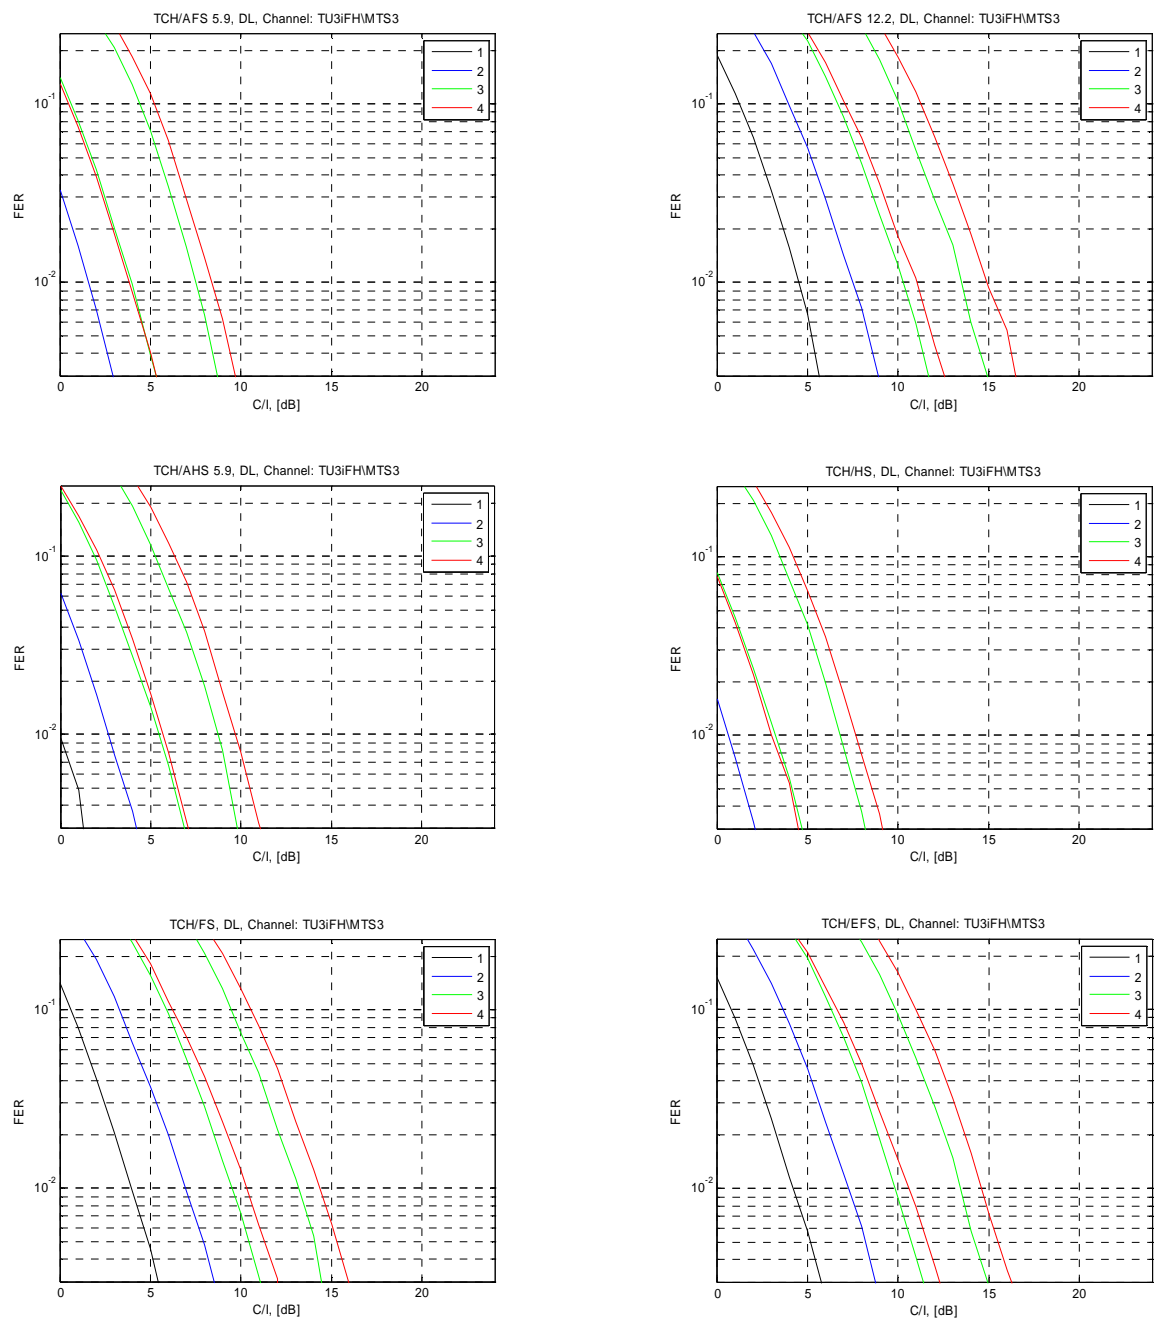 TCH/AFS 5.9, DL, Channel: TU3iFH\MTS3
1
2
3
4
10^-1
10^-2
FER
0 5 10 15 20
C/I, [dB]
TCH/AFS 12.2, DL, Channel: TU3iFH\MTS3
1
2
3
4
10^-1
10^-2
FER
0 5 10 15 20
C/I, [dB]
TCH/AHS 5.9, DL, Channel: TU3iFH\MTS3
1
2
3
4
10^-1
10^-2
FER
0 5 10 15 20
C/I, [dB]
TCH/HS, DL, Channel: TU3iFH\MTS3
1
2
3
4
10^-1
10^-2
FER
0 5 10 15 20
C/I, [dB]
TCH/FS, DL, Channel: TU3iFH\MTS3
1
2
3
4
10^-1
10^-2
FER
0 5 10 15 20
C/I, [dB]
TCH/EFS, DL, Channel: TU3iFH\MTS3
1
2
3
4
10^-1
10^-2
FER
0 5 10 15 20
C/I, [dB]